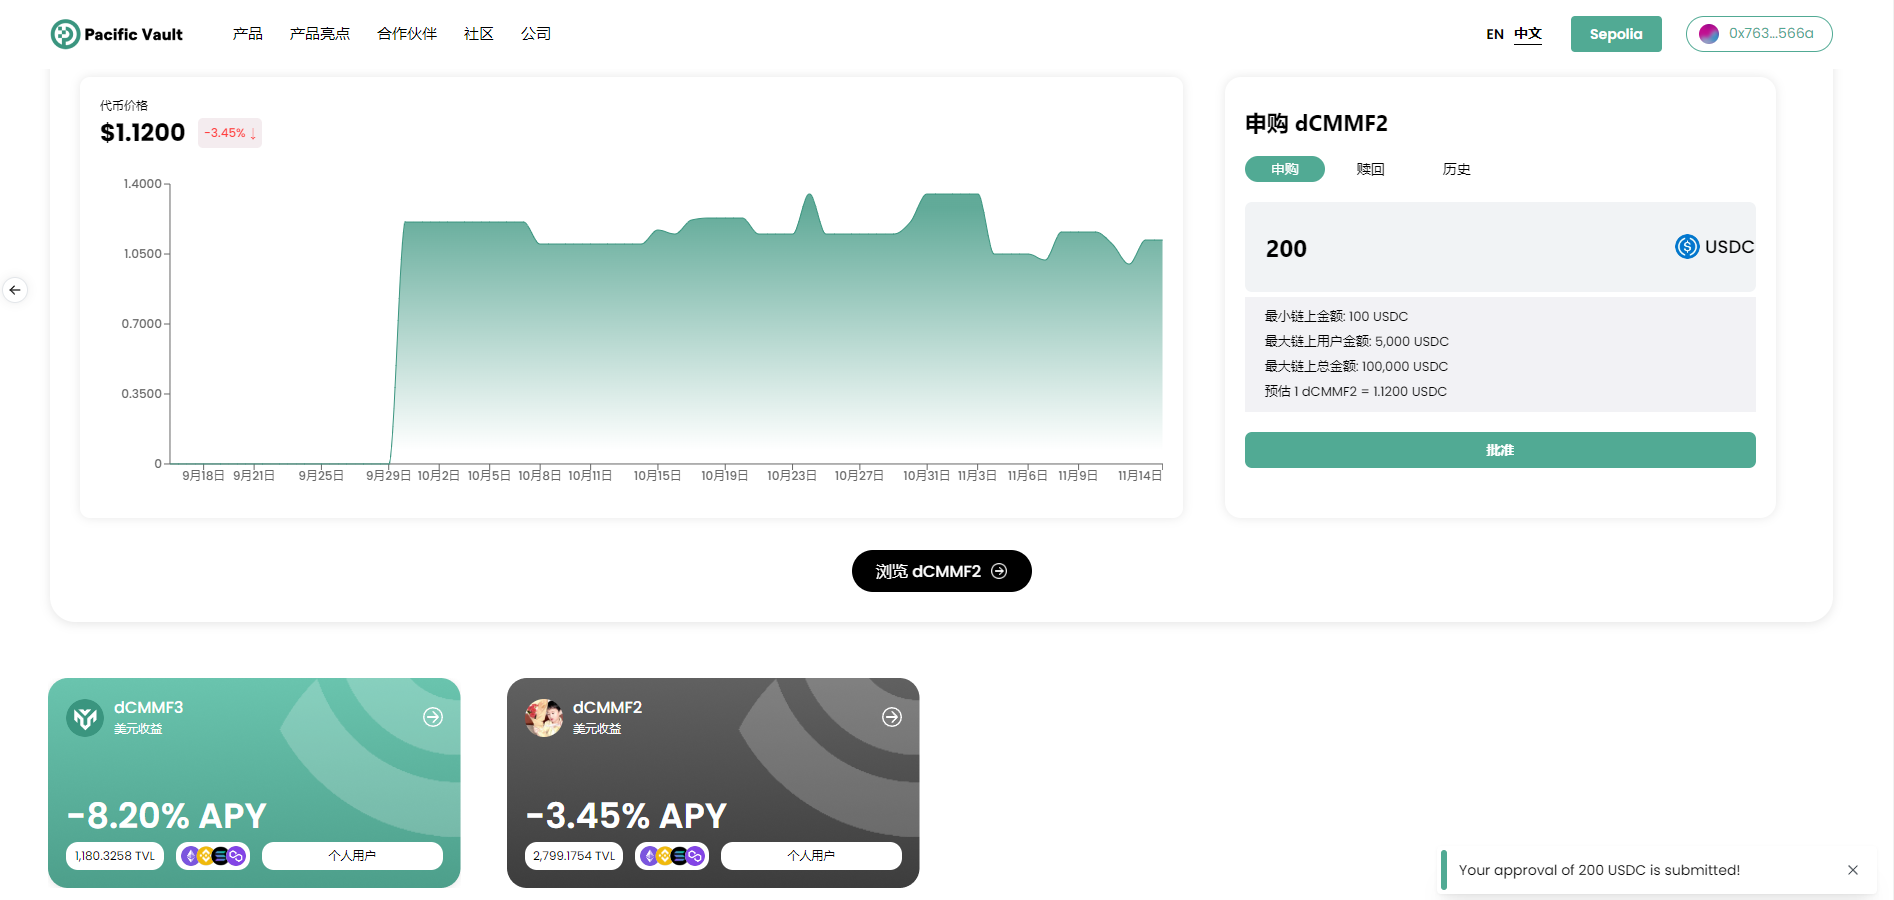 Pacific Vault
产品 产品亮点 合作伙伴 社区 公司
EN 中文
Sepolia
0x763...566a
代币价格
$1.1200 -3.45% ↓
1.4000
1.0500
0.7000
0.3500
0
9月18日 9月21日 9月25日 9月29日 10月2日 10月5日 10月8日 10月11日 10月15日 10月19日 10月23日 10月27日 10月31日 11月3日 11月6日 11月9日 11月14日
申购 dCMMF2
申购 赎回 历史
200 USDC
最小链上金额: 100 USDC
最大链上用户金额: 5,000 USDC
最大链上总金额: 100,000 USDC
预估 1 dCMMF2 = 1.1200 USDC
批准
浏览 dCMMF2
dCMMF3
美元收益
-8.20% APY
1,180.3258 TVL
个人用户
dCMMF2
美元收益
-3.45% APY
2,799.1754 TVL
个人用户
Your approval of 200 USDC is submitted!